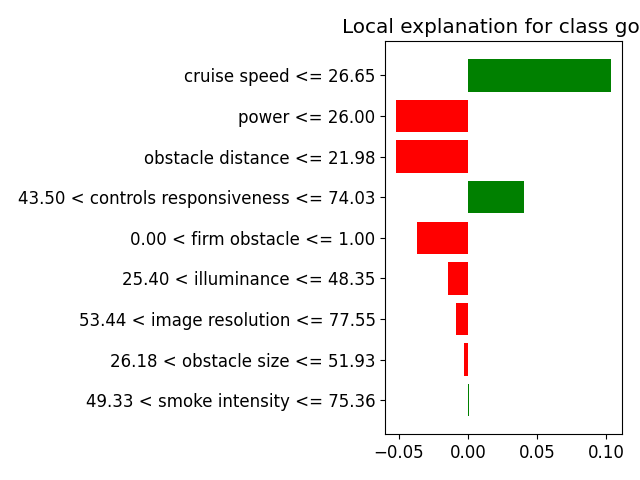 Local explanation for class go
cruise speed <= 26.65
power <= 26.00
obstacle distance <= 21.98
43.50 < controls responsiveness <= 74.03
0.00 < firm obstacle <= 1.00
25.40 < illuminance <= 48.35
53.44 < image resolution <= 77.55
26.18 < obstacle size <= 51.93
49.33 < smoke intensity <= 75.36
−0.05 0.00 0.05 0.10